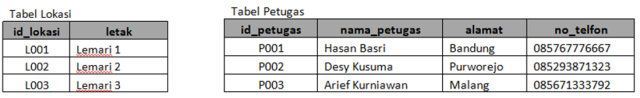 Tabel Lokasi
id_lokasi letak
L001 Lemari 1
L002 Lemari 2
L003 Lemari 3
Tabel Petugas
id_petugas nama_petugas alamat no_telfon
P001 Hasan Basri Bandung 085767776667
P002 Desy Kusuma Purworejo 085293871323
P003 Arief Kurniawan Malang 085671333792